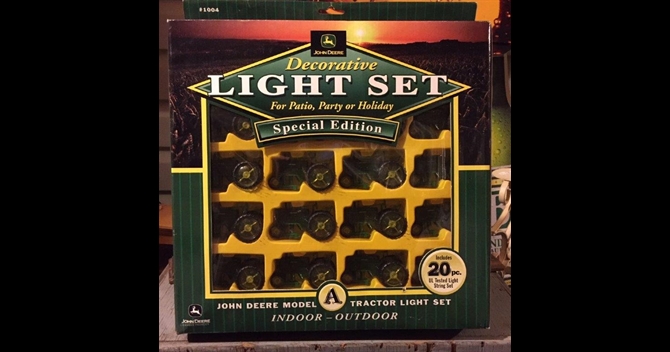 #1004
JOHN DEERE
Decorative
LIGHT SET
For Patio, Party or Holiday
Special Edition
Includes
20 pc.
UL Tested Light
String Set
JOHN DEERE MODEL A TRACTOR LIGHT SET
INDOOR – OUTDOOR
JOHN DEERE